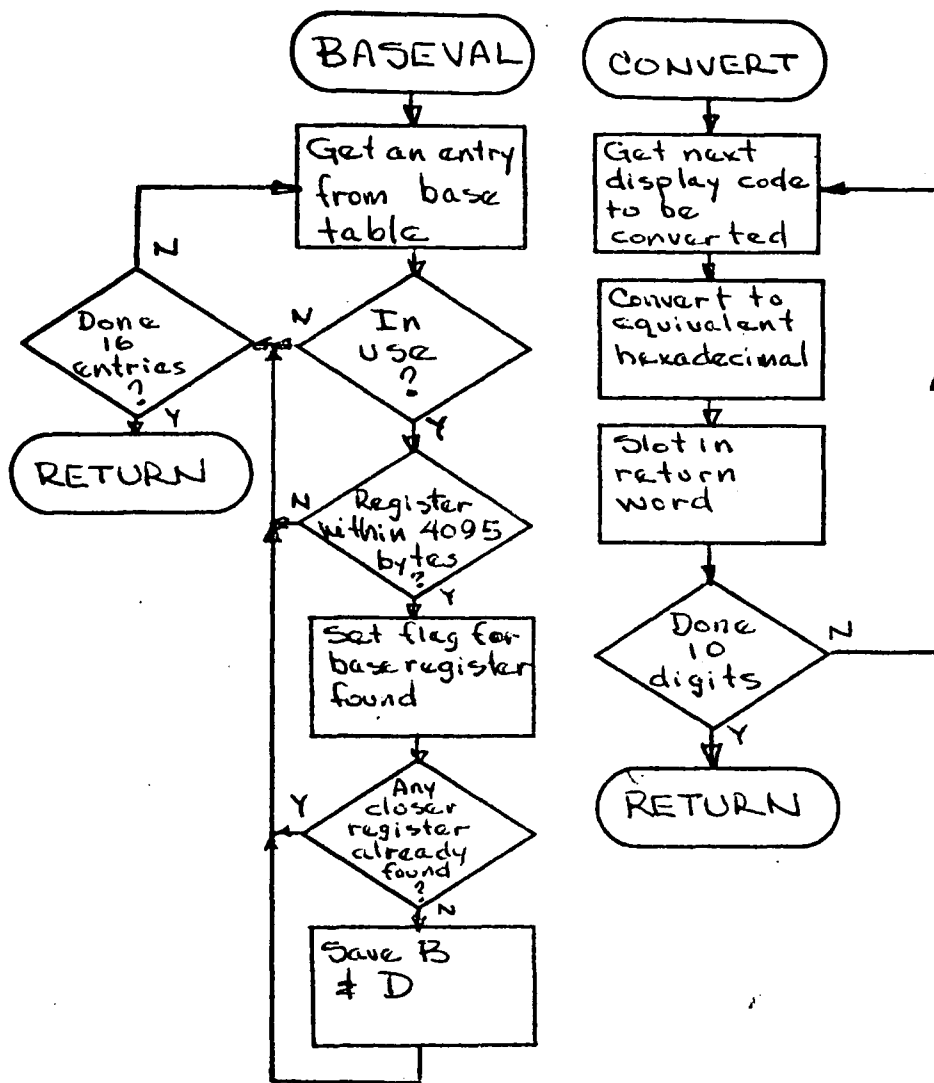 BASEVAL
Get an entry
from base
table
N
Done
16
entries
?
Y
RETURN
N
In
use
?
Y
N
Register
within 4095
bytes
?
Y
Set flag for
base register
found
Y
Any
closer
register
already
found
?
N
Save B
& D
CONVERT
Get next
display code
to be
converted
Convert to
equivalent
hexadecimal
Slot in
return
word
Done
10
digits
N
Y
RETURN